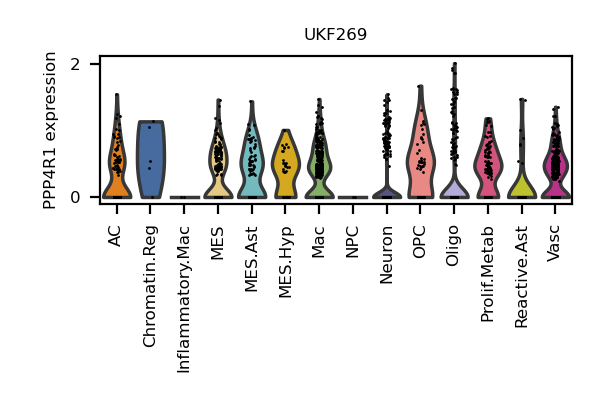 UKF269
PPP4R1 expression
2
0
AC
Chromatin.Reg
Inflammatory.Mac
MES
MES.Ast
MES.Hyp
Mac
NPC
Neuron
OPC
Oligo
Prolif.Metab
Reactive.Ast
Vasc